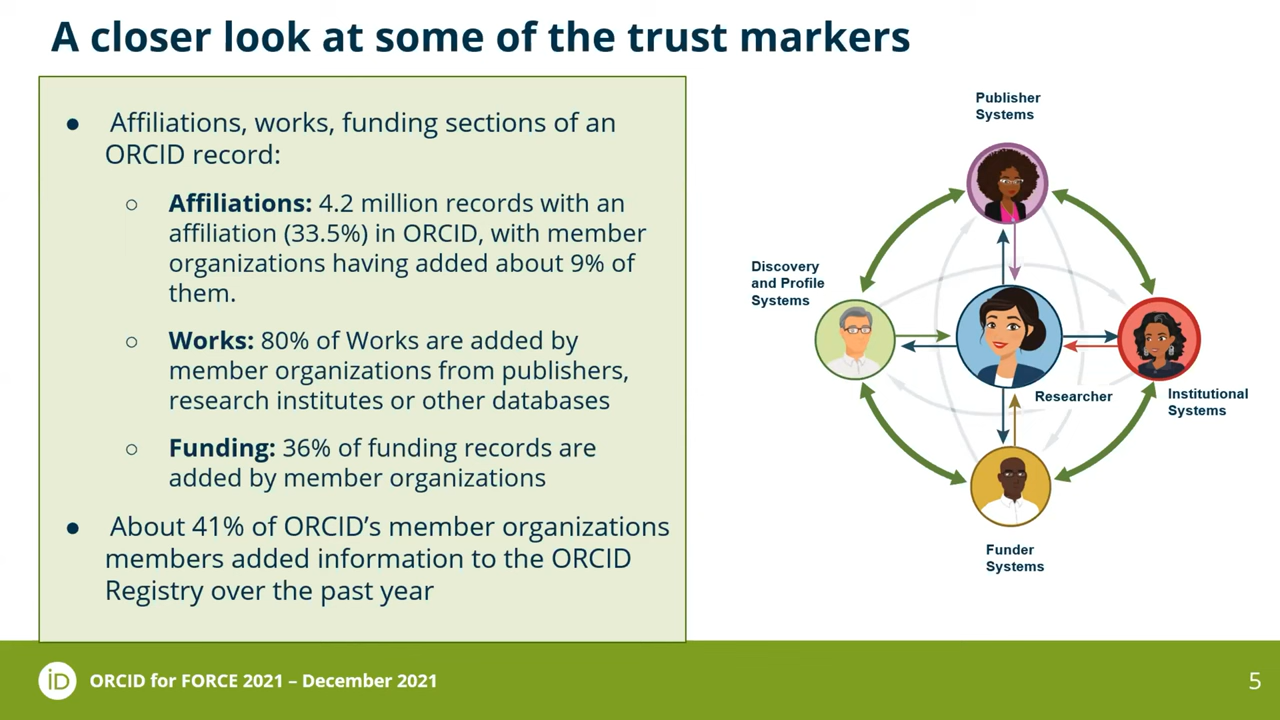 A closer look at some of the trust markers
● Affiliations, works, funding sections of an
ORCID record:
○ Affiliations: 4.2 million records with an
affiliation (33.5%) in ORCID, with member
organizations having added about 9% of
them.
○ Works: 80% of Works are added by
member organizations from publishers,
research institutes or other databases
○ Funding: 36% of funding records are
added by member organizations
● About 41% of ORCID’s member organizations
members added information to the ORCID
Registry over the past year
Publisher
Systems
Discovery
and Profile
Systems
Researcher
Institutional
Systems
Funder
Systems
iD
ORCID for FORCE 2021 – December 2021
5